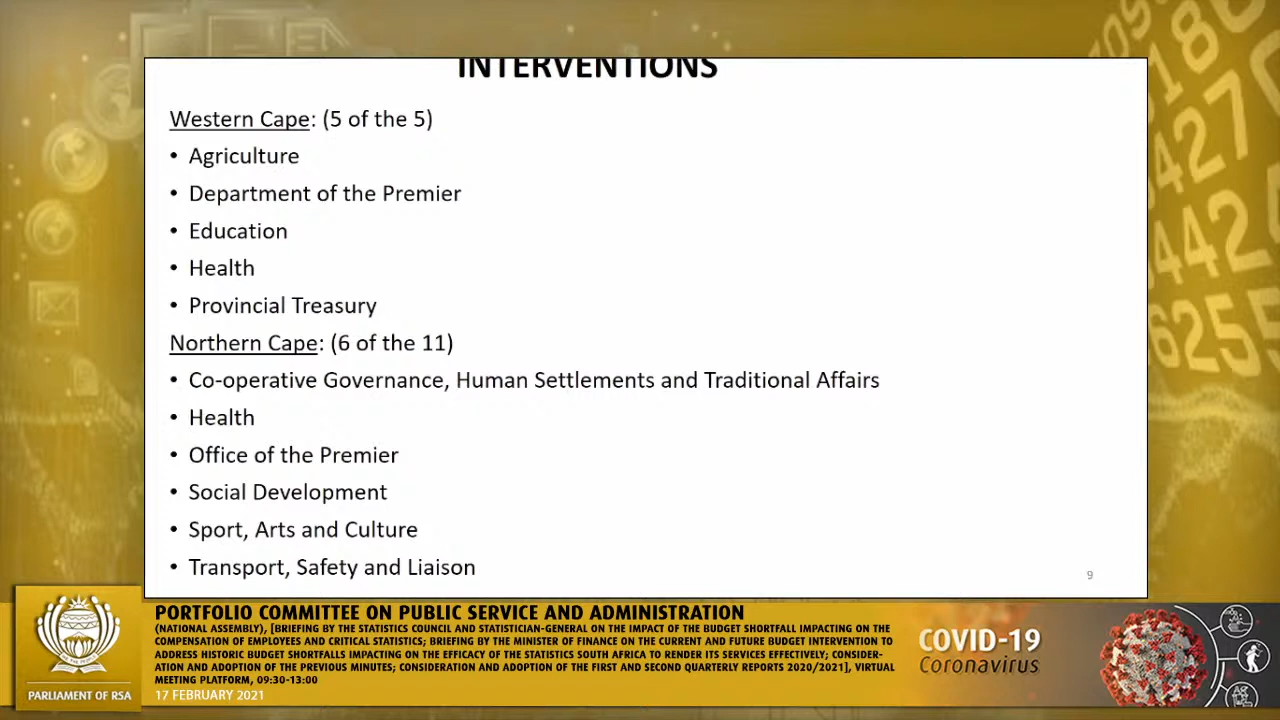 INTERVENTIONS
Western Cape: (5 of the 5)
• Agriculture
• Department of the Premier
• Education
• Health
• Provincial Treasury
Northern Cape: (6 of the 11)
• Co-operative Governance, Human Settlements and Traditional Affairs
• Health
• Office of the Premier
• Social Development
• Sport, Arts and Culture
• Transport, Safety and Liaison
9
PARLIAMENT OF RSA
PORTFOLIO COMMITTEE ON PUBLIC SERVICE AND ADMINISTRATION
(NATIONAL ASSEMBLY), [BRIEFING BY THE STATISTICS COUNCIL AND STATISTICIAN-GENERAL ON THE IMPACT OF THE BUDGET SHORTFALL IMPACTING ON THE
COMPENSATION OF EMPLOYEES AND CRITICAL STATISTICS; BRIEFING BY THE MINISTER OF FINANCE ON THE CURRENT AND FUTURE BUDGET INTERVENTION TO
ADDRESS HISTORIC BUDGET SHORTFALLS IMPACTING ON THE EFFICACY OF THE STATISTICS SOUTH AFRICA TO RENDER ITS SERVICES EFFECTIVELY; CONSIDER-
ATION AND ADOPTION OF THE PREVIOUS MINUTES; CONSIDERATION AND ADOPTION OF THE FIRST AND SECOND QUARTERLY REPORTS 2020/2021], VIRTUAL
MEETING PLATFORM, 09:30-13:00
17 FEBRUARY 2021
COVID-19
Coronavirus